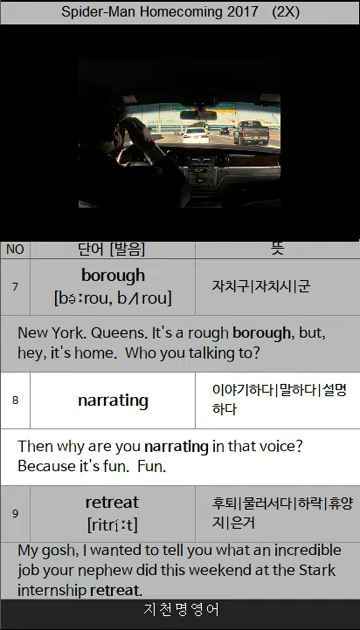 Spider-Man Homecoming 2017 (2X)
NO 단어 [발음] 뜻
7 borough [bə́ːrou, bʌ́rou] 자치구|자치시|군
New York. Queens. It's a rough borough, but,
hey, it's home. Who you talking to?
8 narrating 이야기하다|말하다|설명
하다
Then why are you narrating in that voice?
Because it's fun. Fun.
9 retreat [ritríːt] 후퇴|물러서다|하락|휴양
지|은거
My gosh, I wanted to tell you what an incredible
job your nephew did this weekend at the Stark
internship retreat.
지천명영어